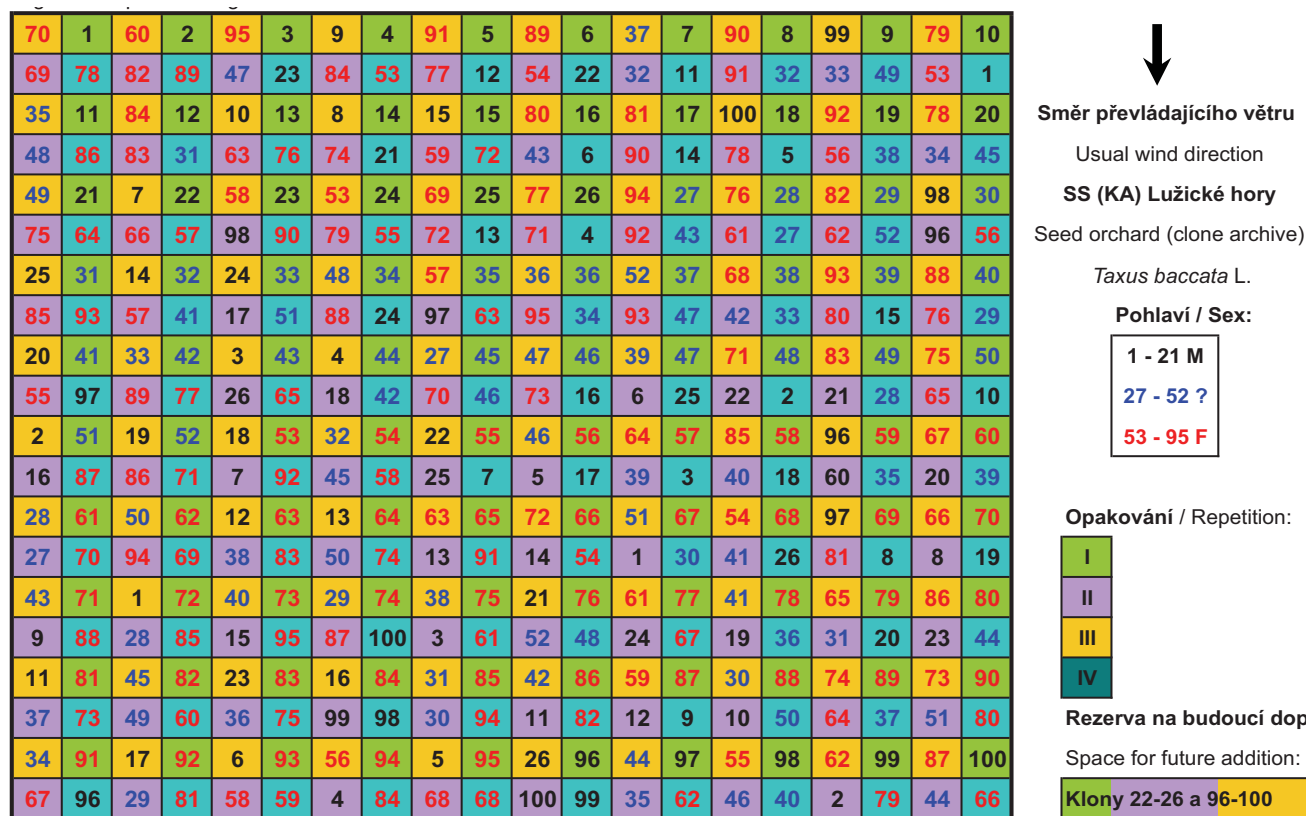 70 1 60 2 95 3 9 4 91 5 89 6 37 7 90 8 99 9 79 10
69 78 82 89 47 23 84 53 77 12 54 22 32 11 91 32 33 49 53 1
35 11 84 12 10 13 8 14 15 15 80 16 81 17 100 18 92 19 78 20
48 86 83 31 63 76 74 21 59 72 43 6 90 14 78 5 56 38 34 45
49 21 7 22 58 23 53 24 69 25 77 26 94 27 76 28 82 29 98 30
75 64 66 57 98 90 79 55 72 13 71 4 92 43 61 27 62 52 96 56
25 31 14 32 24 33 48 34 57 35 36 36 52 37 68 38 93 39 88 40
85 93 57 41 17 51 88 24 97 63 95 34 93 47 42 33 80 15 76 29
20 41 33 42 3 43 4 44 27 45 47 46 39 47 71 48 83 49 75 50
55 97 89 77 26 65 18 42 70 46 73 16 6 25 22 2 21 28 65 10
2 51 19 52 18 53 32 54 22 55 46 56 64 57 85 58 96 59 67 60
16 87 86 71 7 92 45 58 25 7 5 17 39 3 40 18 60 35 20 39
28 61 50 62 12 63 13 64 63 65 72 66 51 67 54 68 97 69 66 70
27 70 94 69 38 83 50 74 13 91 14 54 1 30 41 26 81 8 8 19
43 71 1 72 40 73 29 74 38 75 21 76 61 77 41 78 65 79 86 80
9 88 28 85 15 95 87 100 3 61 52 48 24 67 19 36 31 20 23 44
11 81 45 82 23 83 16 84 31 85 42 86 59 87 30 88 74 89 73 90
37 73 49 60 36 75 99 98 30 94 11 82 12 9 10 50 64 37 51 80
34 91 17 92 6 93 56 94 5 95 26 96 44 97 55 98 62 99 87 100
67 96 29 81 58 59 4 84 68 68 100 99 35 62 46 40 2 79 44 66
Směr převládajícího větru
Usual wind direction
SS (KA) Lužické hory
Seed orchard (clone archive)
Taxus baccata L.
Pohlaví / Sex:
1 - 21 M
27 - 52 ?
53 - 95 F
Opakování / Repetition:
I
II
III
IV
Rezerva na budoucí dop
Space for future addition:
Klony 22-26 a 96-100